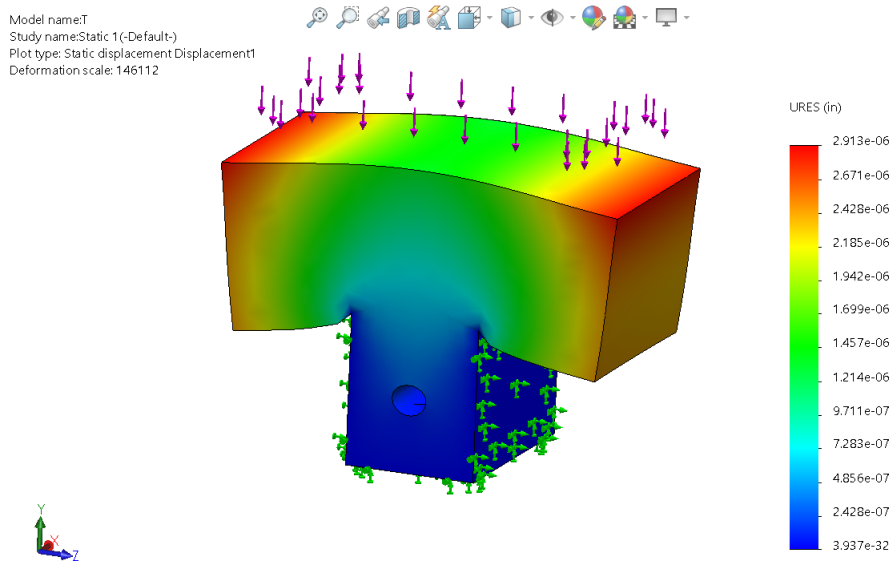 Model name:T
Study name:Static 1(-Default-)
Plot type: Static displacement Displacement1
Deformation scale: 146112
URES (in)
2.913e-06
2.671e-06
2.428e-06
2.185e-06
1.942e-06
1.699e-06
1.457e-06
1.214e-06
9.711e-07
7.283e-07
4.856e-07
2.428e-07
3.937e-32
Y
X
Z